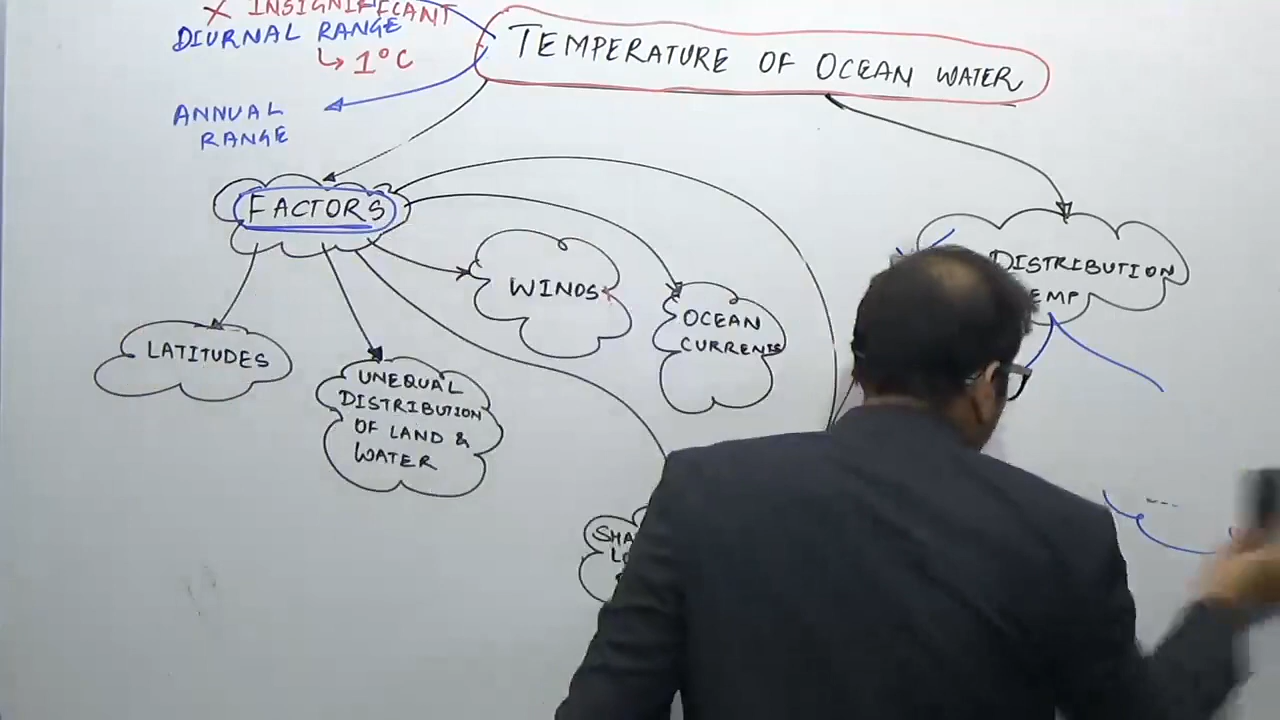 X INSIGNIFICANT
DIURNAL RANGE
↳ 1°C
ANNUAL
RANGE
TEMPERATURE OF OCEAN WATER
FACTORS
LATITUDES
UNEQUAL
DISTRIBUTION
OF LAND &
WATER
WINDS
OCEAN
CURRENTS
DISTRIBUTION